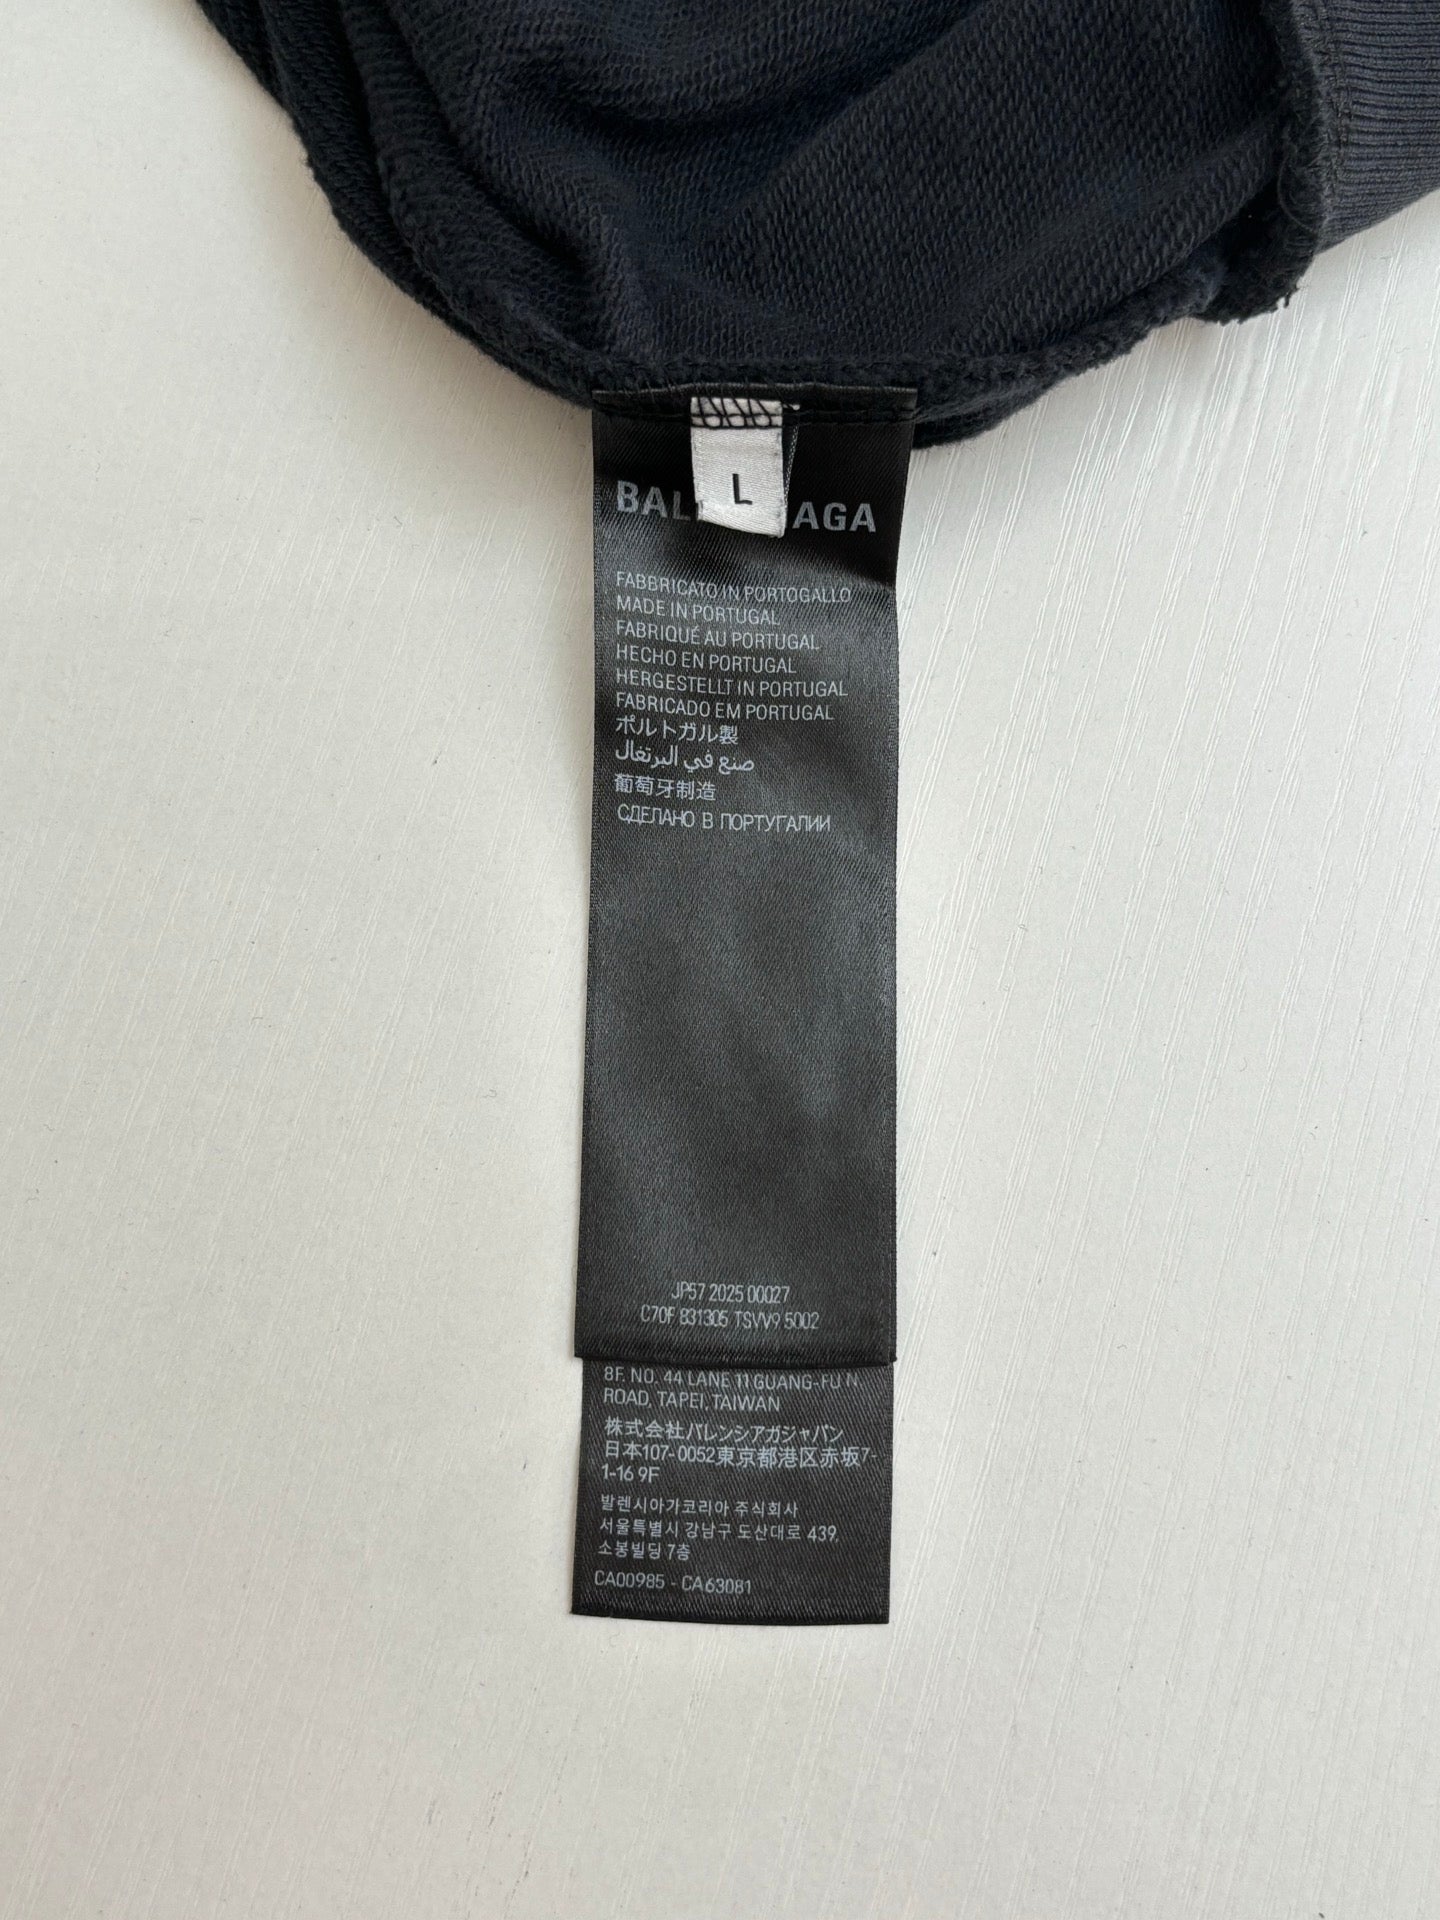 L
BAL AGA
FABBRICATO IN PORTOGALLO
MADE IN PORTUGAL
FABRIQUÉ AU PORTUGAL
HECHO EN PORTUGAL
HERGESTELLT IN PORTUGAL
FABRICADO EM PORTUGAL
ポルトガル製
صنع في البرتغال
葡萄牙制造
СДЕЛАНО В ПОРТУГАЛИИ
JP57 2025 00027
C70F 831305 TSVV9 5002
8F. NO. 44 LANE 11 GUANG-FU N.
ROAD, TAPEI, TAIWAN
株式会社バレンシアガジャパン
日本107-0052東京都港区赤坂7-
1-16 9F
발렌시아가코리아 주식회사
서울특별시 강남구 도산대로 439,
소봉빌딩 7층
CA00985 - CA63081